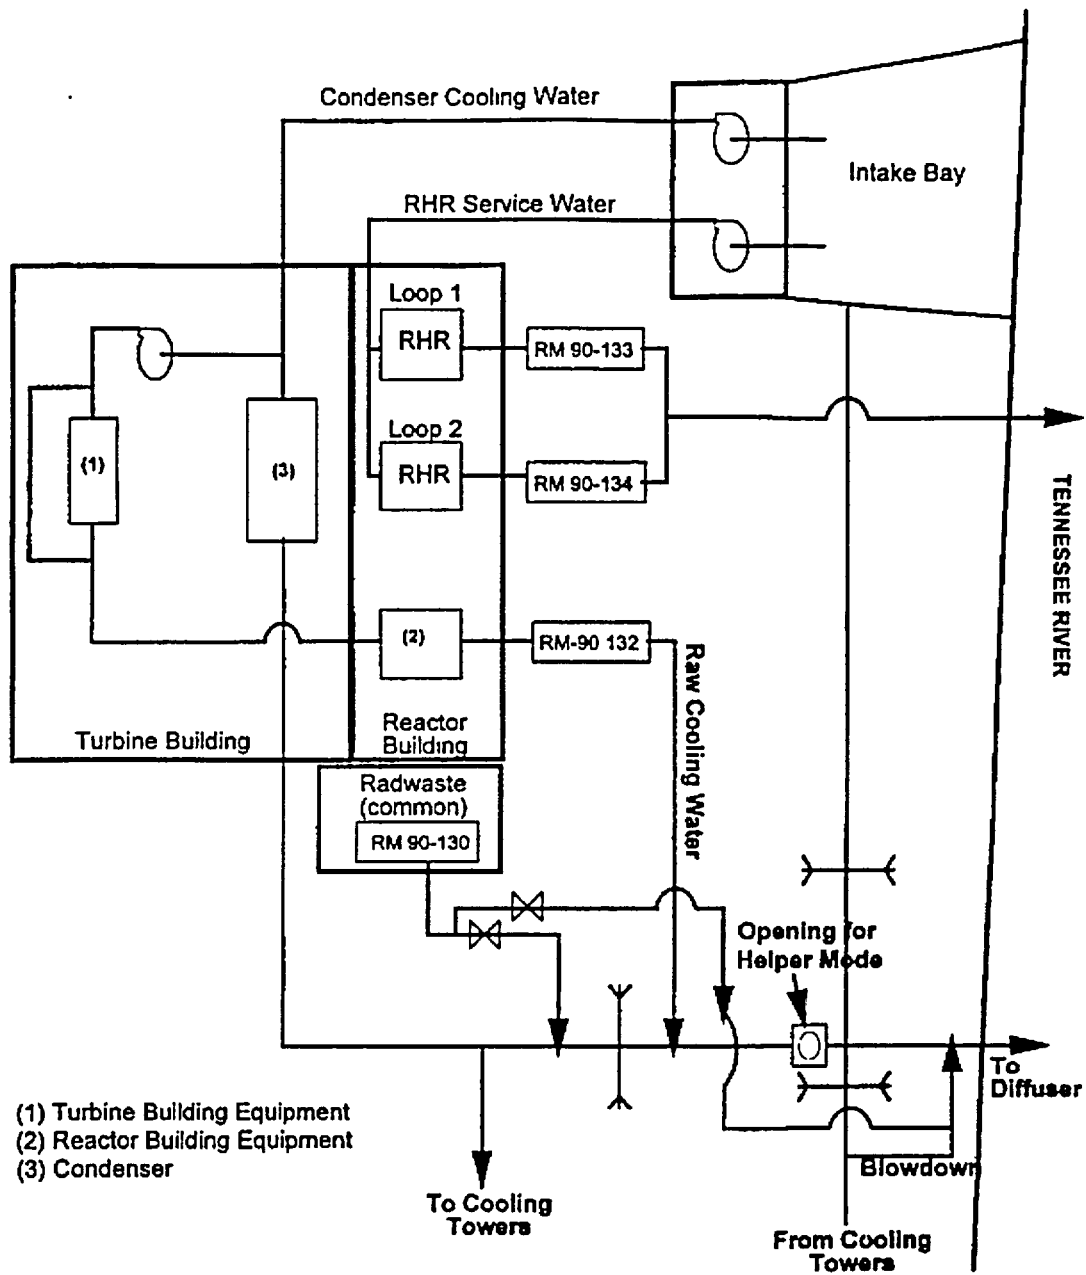 Condenser Cooling Water
Intake Bay
RHR Service Water
Loop 1
RHR
RM 90-133
Loop 2
RHR
RM 90-134
(1)
(3)
TENNESSEE RIVER
(2)
RM-90 132
Raw Cooling Water
Turbine Building
Reactor
Building
Radwaste
(common)
RM 90-130
Opening for
Helper Mode
To
Diffuser
(1) Turbine Building Equipment
(2) Reactor Building Equipment
(3) Condenser
Blowdown
To Cooling
Towers
From Cooling
Towers